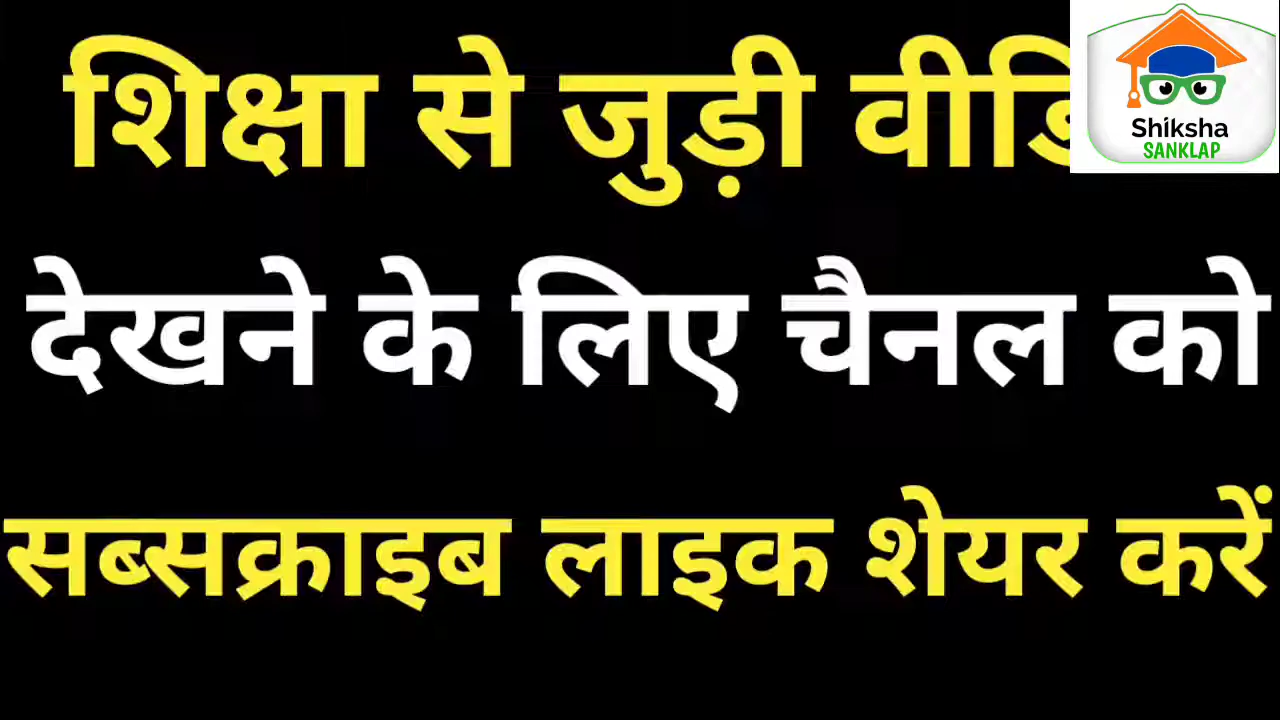 शिक्षा से जुड़ी
देखने के लिए चैनल को
सब्सक्राइब लाइक शेयर करें
Shiksha
SANKLAP